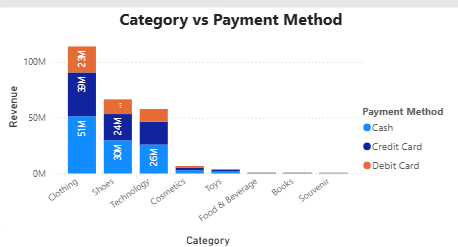 Category vs Payment Method
Revenue
100M
50M
0M
51M
39M
23M
30M
24M
...
26M
Clothing
Shoes
Technology
Cosmetics
Toys
Food & Beverage
Books
Souvenir
Category
Payment Method
Cash
Credit Card
Debit Card